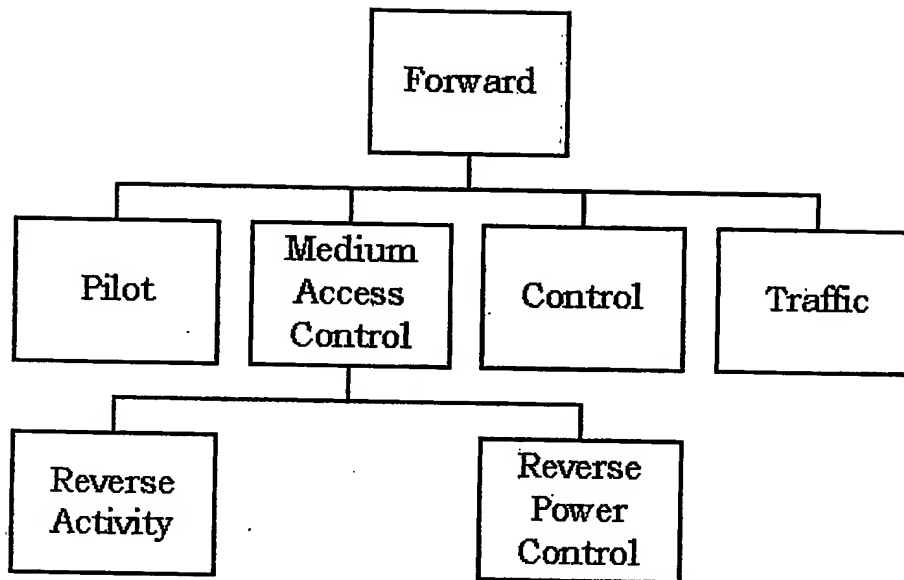 Forward
Pilot
Medium
Access
Control
Control
Traffic
Reverse
Activity
Reverse
Power
Control